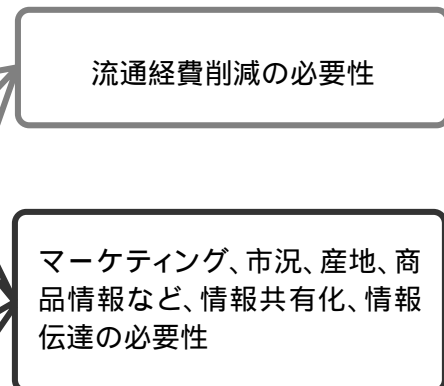 流通経費削減の必要性
マーケティング、市況、産地、商
品情報など、情報共有化、情報
伝達の必要性